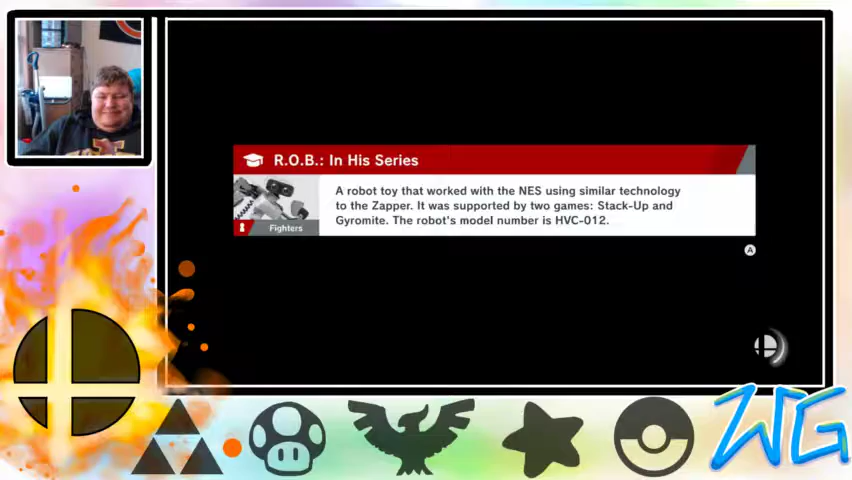 R.O.B.: In His Series
A robot toy that worked with the NES using similar technology
to the Zapper. It was supported by two games: Stack-Up and
Gyromite. The robot's model number is HVC-012.
Fighters
A
WG